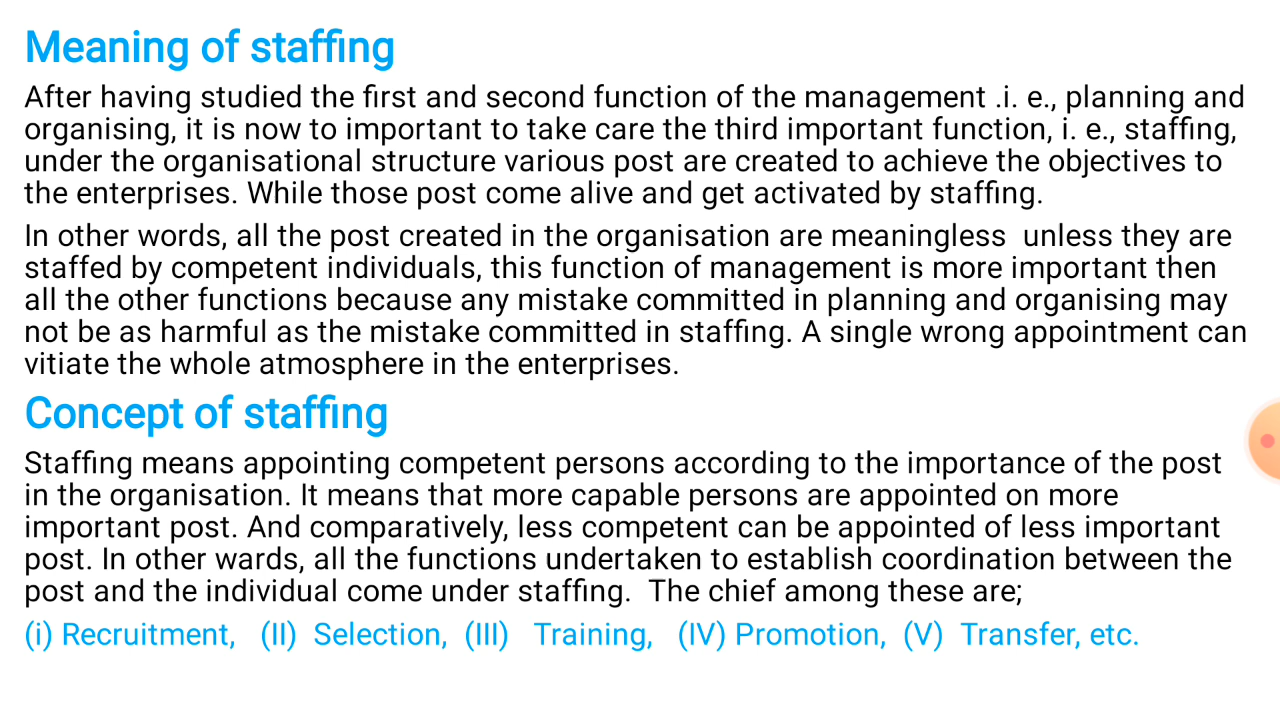 Meaning of staffing
After having studied the first and second function of the management .i. e., planning and
organising, it is now to important to take care the third important function, i. e., staffing,
under the organisational structure various post are created to achieve the objectives to
the enterprises. While those post come alive and get activated by staffing.
In other words, all the post created in the organisation are meaningless  unless they are
staffed by competent individuals, this function of management is more important then
all the other functions because any mistake committed in planning and organising may
not be as harmful as the mistake committed in staffing. A single wrong appointment can
vitiate the whole atmosphere in the enterprises.
Concept of staffing
Staffing means appointing competent persons according to the importance of the post
in the organisation. It means that more capable persons are appointed on more
important post. And comparatively, less competent can be appointed of less important
post. In other wards, all the functions undertaken to establish coordination between the
post and the individual come under staffing.  The chief among these are;
(i) Recruitment,   (II)  Selection,  (III)   Training,   (IV) Promotion,  (V)  Transfer, etc.